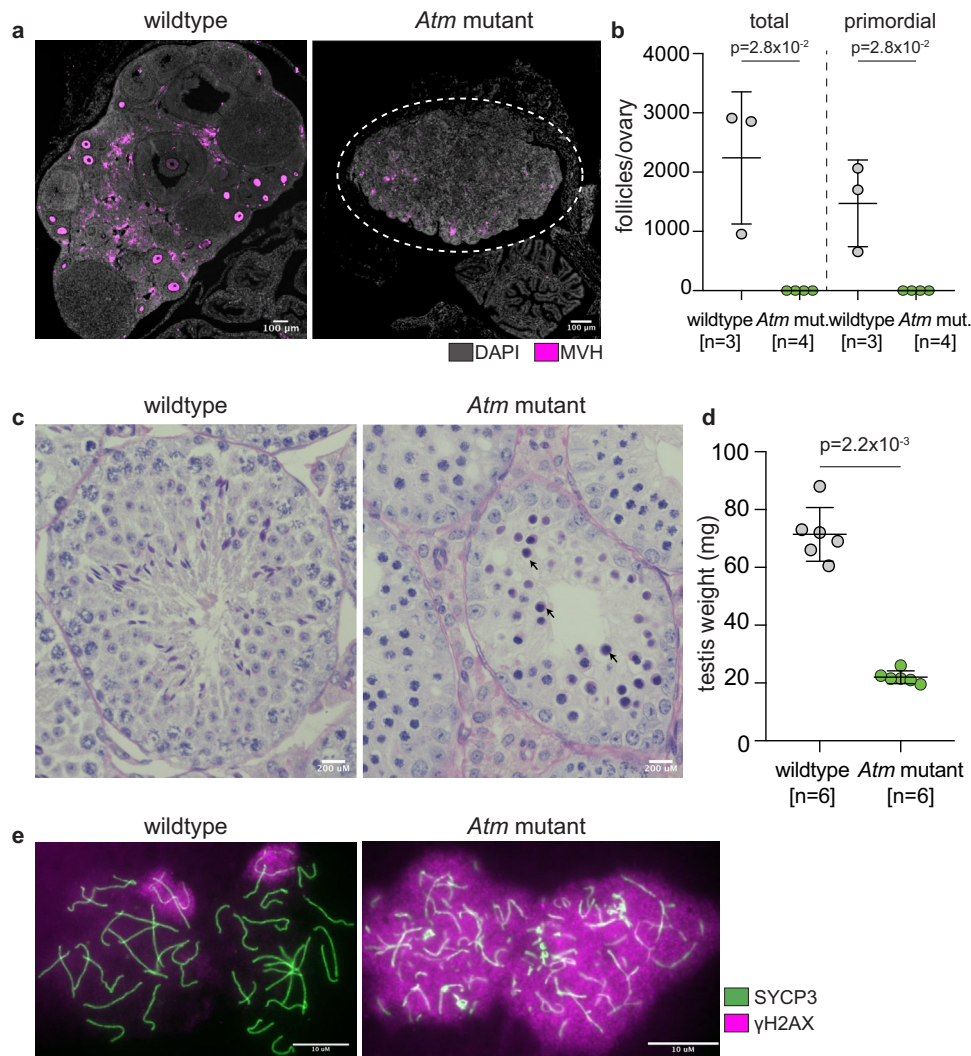 a
wildtype
Atm mutant
100 µm
100 µm
DAPI
MVH
b
total
primordial
p=2.8x10-2
p=2.8x10-2
follicles/ovary
4000
3000
2000
1000
0
wildtype
Atm mut.
wildtype
Atm mut.
[n=3]
[n=4]
[n=3]
[n=4]
c
wildtype
Atm mutant
200 uM
200 uM
d
p=2.2x10-3
testis weight (mg)
100
80
60
40
20
0
wildtype
Atm mutant
[n=6]
[n=6]
e
wildtype
Atm mutant
10 uM
10 uM
SYCP3
γH2AX